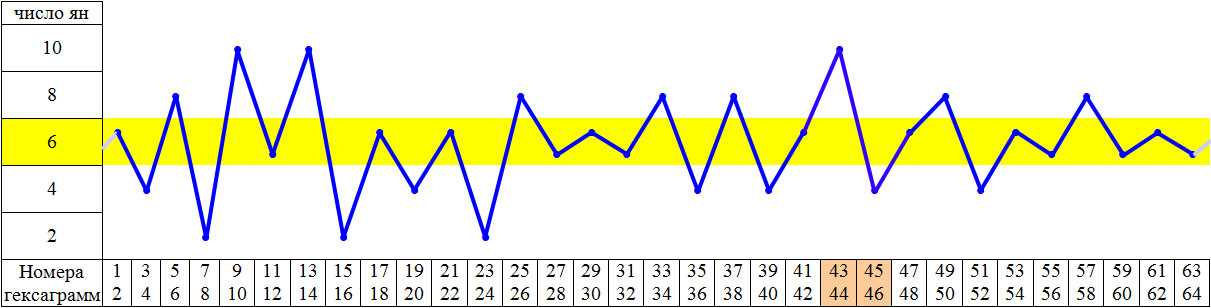 число ян
10
8
6
4
2
Номера 1 3 5 7 9 11 13 15 17 19 21 23 25 27 29 31 33 35 37 39 41 43 45 47 49 51 53 55 57 59 61 63
гексаграмм 2 4 6 8 10 12 14 16 18 20 22 24 26 28 30 32 34 36 38 40 42 44 46 48 50 52 54 56 58 60 62 64